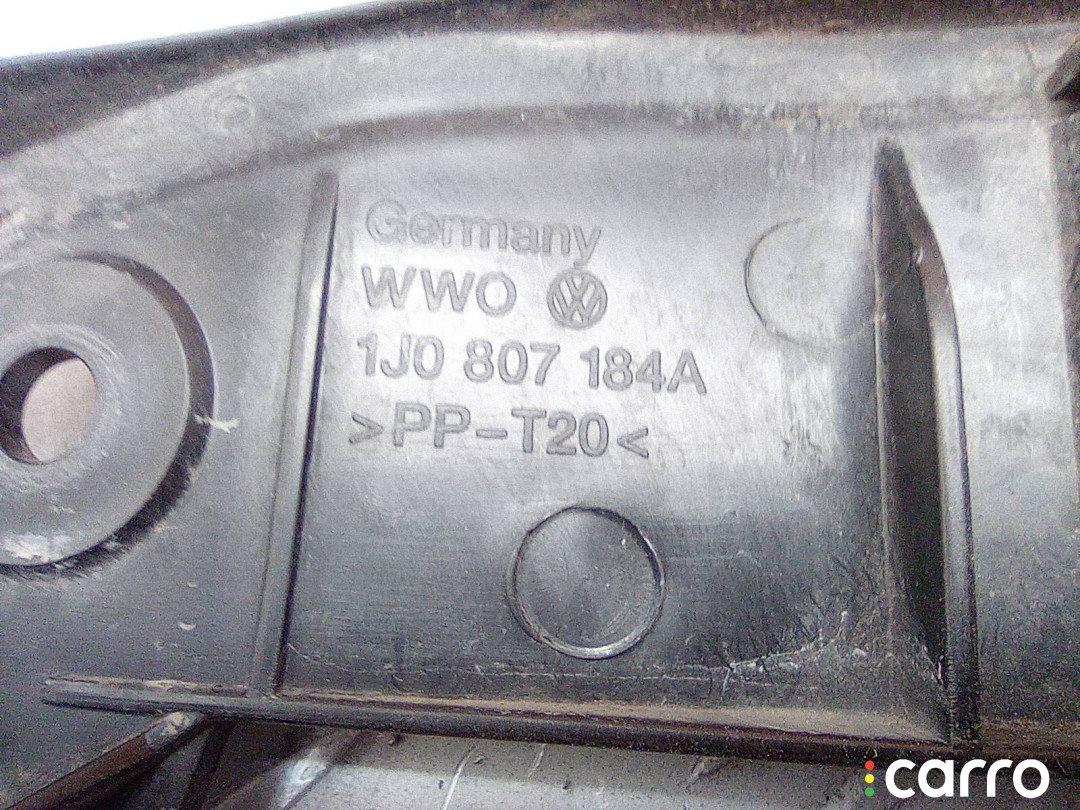 Germany
WWO
1J0 807 184A
>PP-T20<
carro